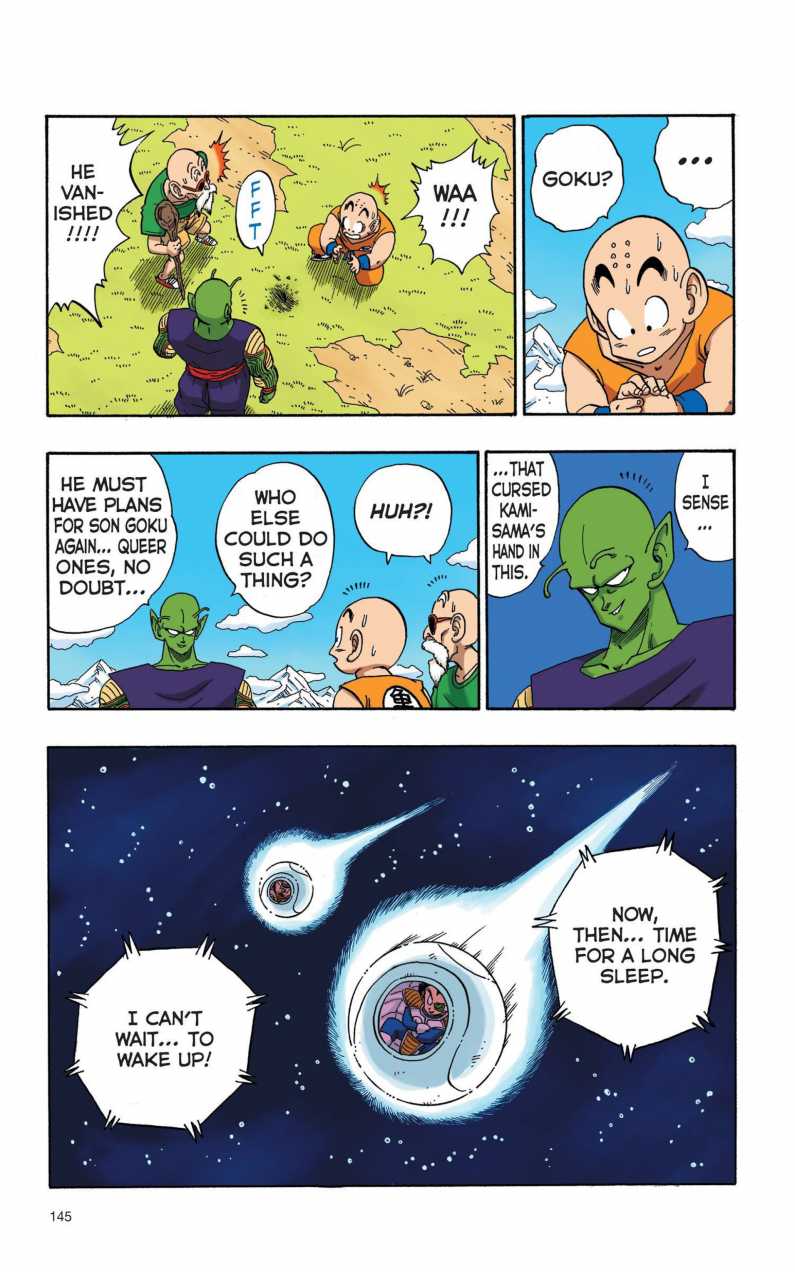 ...
GOKU?
WAA
!!!
FFT
HE
VAN-
ISHED
!!!!
I
SENSE
...
...THAT
CURSED
KAMI-
SAMA'S
HAND IN
THIS.
HUH?!
WHO
ELSE
COULD DO
SUCH A
THING?
HE MUST
HAVE PLANS
FOR SON GOKU
AGAIN... QUEER
ONES, NO
DOUBT...
亀
NOW,
THEN... TIME
FOR A LONG
SLEEP.
I CAN'T
WAIT... TO
WAKE UP!
145